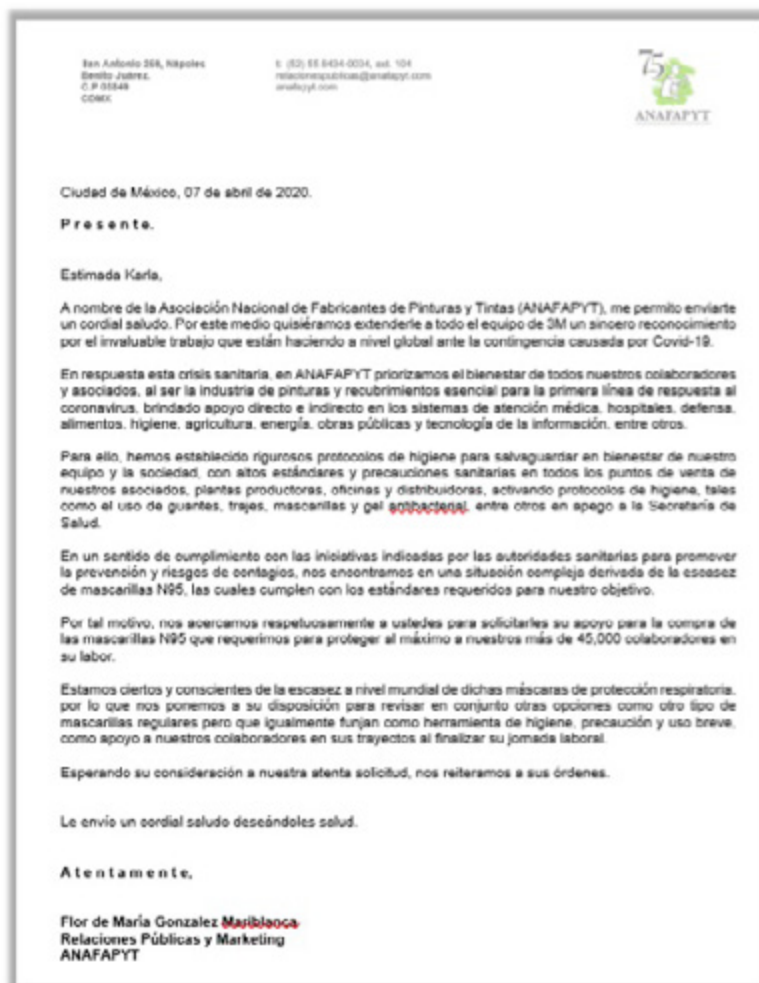 San Antonio 256, Nápoles
Benito Juárez.
C.P 03849
CDMX
t: (52) 55 8434-0034, ext. 104
relacionespublicas@anafapyt.com
anafapyt.com
75
ANAFAPYT
Ciudad de México, 07 de abril de 2020.
Presente.
Estimada Karla,
A nombre de la Asociación Nacional de Fabricantes de Pinturas y Tintas (ANAFAPYT), me permito enviarte
un cordial saludo. Por este medio quisiéramos extenderle a todo el equipo de 3M un sincero reconocimiento
por el invaluable trabajo que están haciendo a nivel global ante la contingencia causada por Covid-19.
En respuesta esta crisis sanitaria, en ANAFAPYT priorizamos el bienestar de todos nuestros colaboradores
y asociados, al ser la industria de pinturas y recubrimientos esencial para la primera línea de respuesta al
coronavirus, brindado apoyo directo e indirecto en los sistemas de atención médica, hospitales, defensa,
alimentos, higiene, agricultura, energía, obras públicas y tecnología de la información, entre otros.
Para ello, hemos establecido rigurosos protocolos de higiene para salvaguardar en bienestar de nuestro
equipo y la sociedad, con altos estándares y precauciones sanitarias en todos los puntos de venta de
nuestros asociados, plantas productoras, oficinas y distribuidoras, activando protocolos de higiene, tales
como el uso de guantes, trajes, mascarillas y gel antibacterial, entre otros en apego a la Secretaría de
Salud.
En un sentido de cumplimiento con las iniciativas indicadas por las autoridades sanitarias para promover
la prevención y riesgos de contagios, nos encontramos en una situación compleja derivada de la escasez
de mascarillas N95, las cuales cumplen con los estándares requeridos para nuestro objetivo.
Por tal motivo, nos acercamos respetuosamente a ustedes para solicitarles su apoyo para la compra de
las mascarillas N95 que requerimos para proteger al máximo a nuestros más de 45,000 colaboradores en
su labor.
Estamos ciertos y conscientes de la escasez a nivel mundial de dichas máscaras de protección respiratoria,
por lo que nos ponemos a su disposición para revisar en conjunto otras opciones como otro tipo de
mascarillas regulares pero que igualmente funjan como herramienta de higiene, precaución y uso breve,
como apoyo a nuestros colaboradores en sus trayectos al finalizar su jornada laboral.
Esperando su consideración a nuestra atenta solicitud, nos reiteramos a sus órdenes.
Le envío un cordial saludo deseándoles salud.
Atentamente,
Flor de María Gonzalez Masiblanca
Relaciones Públicas y Marketing
ANAFAPYT